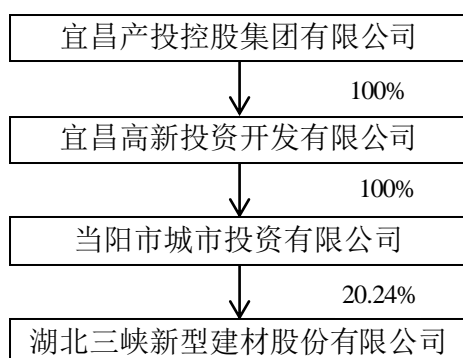 宜昌产投控股集团有限公司
100%
宜昌高新投资开发有限公司
100%
当阳市城市投资有限公司
20.24%
湖北三峡新型建材股份有限公司